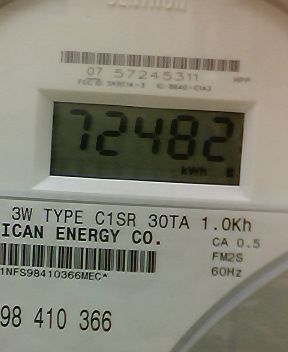 07 57245311 HPP
72482
kWh
3W TYPE C1SR 30TA 1.0Kh
ICAN ENERGY CO.
CA 0.5
FM2S
60Hz
1NFS98410366MEC*
98 410 366